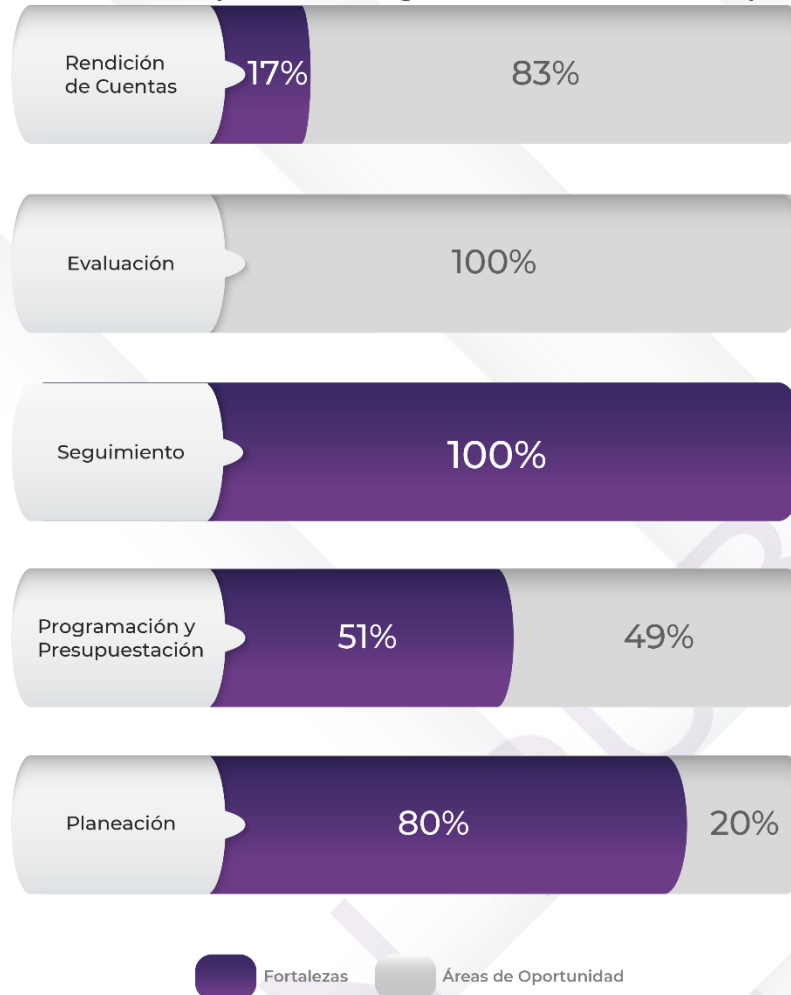 Rendición
de Cuentas
17%
83%
Evaluación
100%
Seguimiento
100%
Programación y
Presupuestación
51%
49%
Planeación
80%
20%
Fortalezas
Áreas de Oportunidad